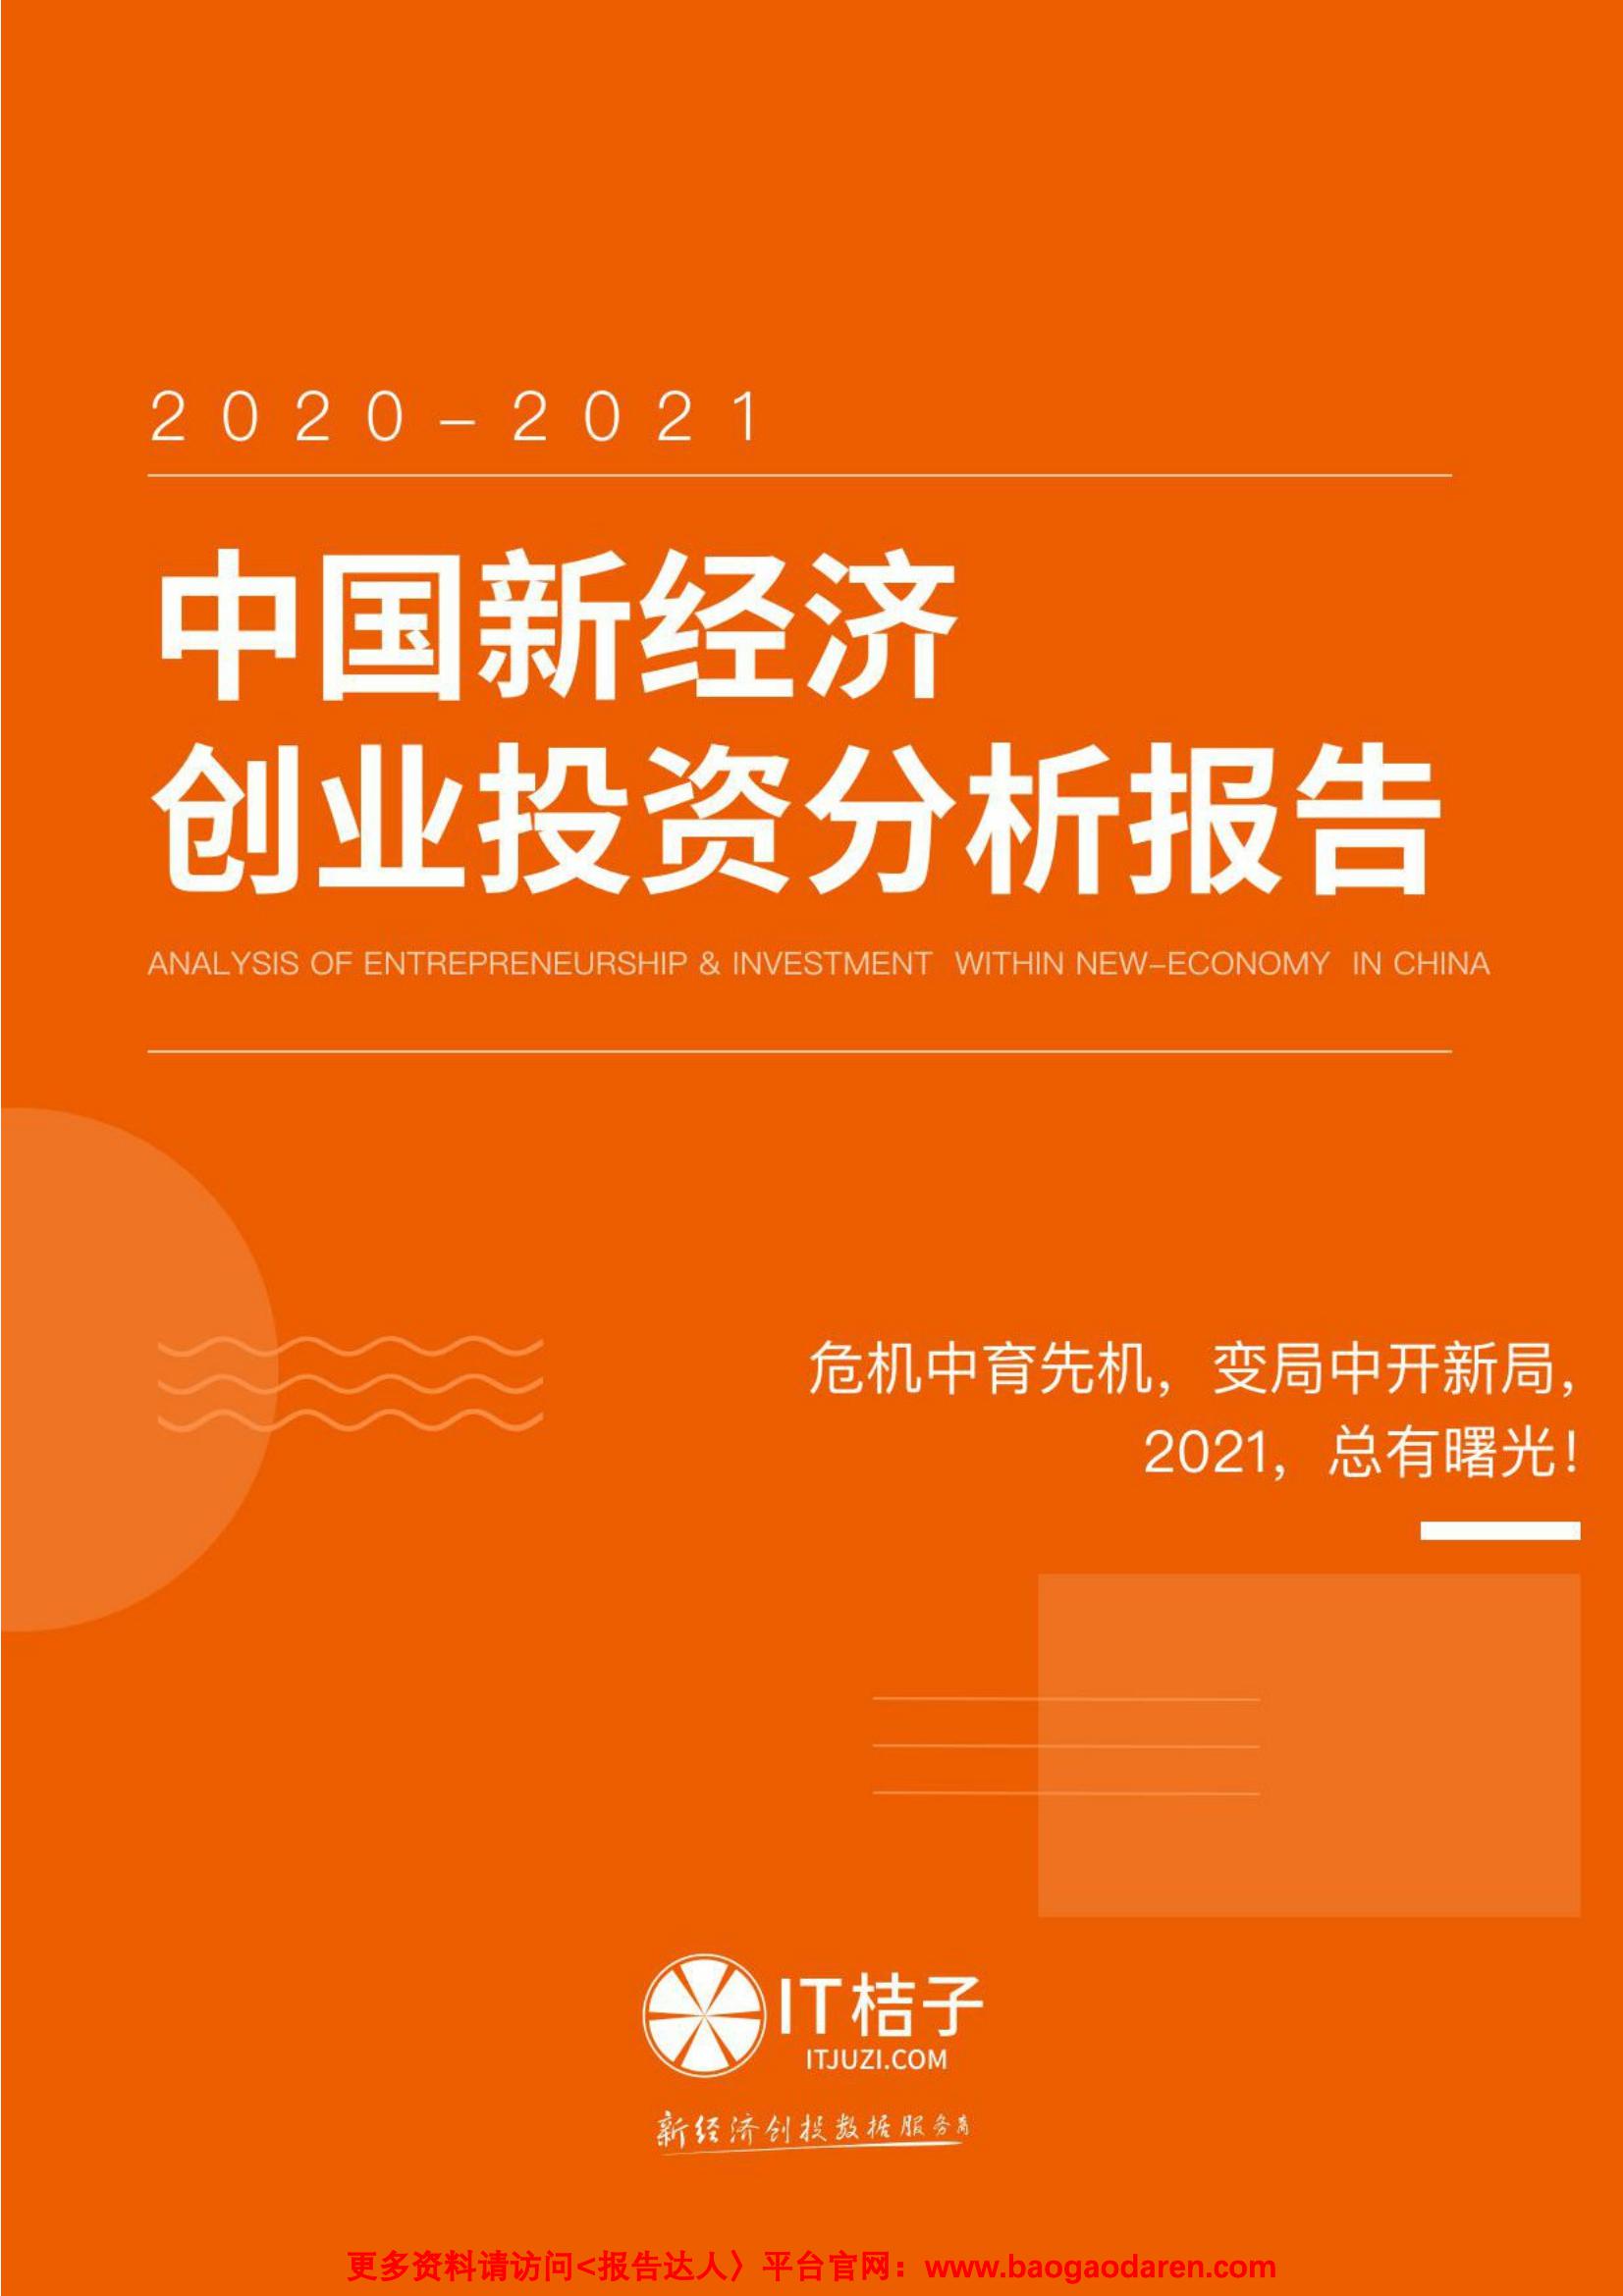 2020-2021
中国新经济
创业投资分析报告
ANALYSIS OF ENTREPRENEURSHIP & INVESTMENT WITHIN NEW-ECONOMY IN CHINA
危机中育先机，变局中开新局，
2021，总有曙光！
IT桔子
ITJUZI.COM
新经济创投数据服务商
更多资料请访问<报告达人〉平台官网：www.baogaodaren.com